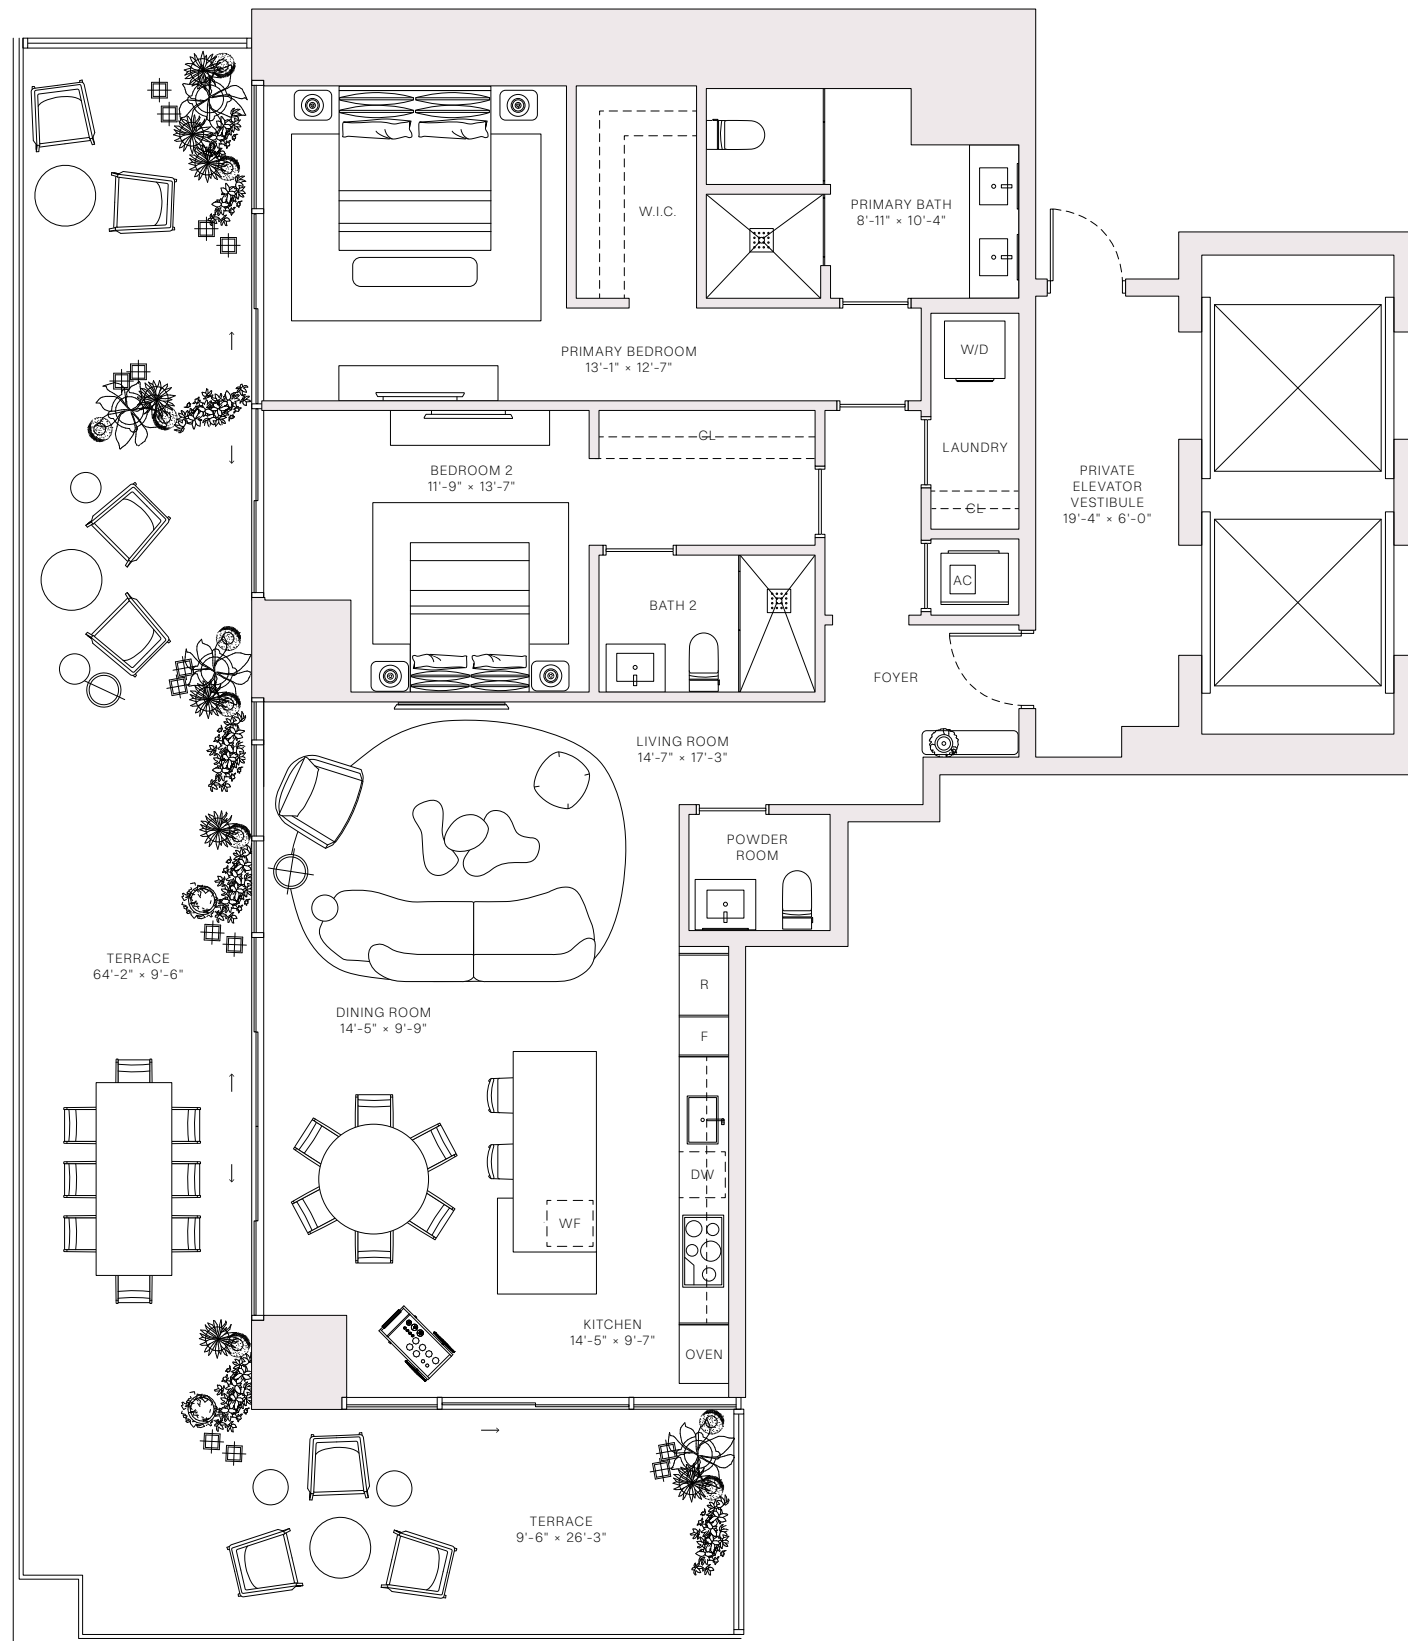 W.I.C.
PRIMARY BATH
8'-11" × 10'-4"
PRIMARY BEDROOM
13'-1" × 12'-7"
W/D
CL
LAUNDRY
BEDROOM 2
11'-9" × 13'-7"
PRIVATE
ELEVATOR
VESTIBULE
19'-4" × 6'-0"
CL
AC
BATH 2
FOYER
LIVING ROOM
14'-7" × 17'-3"
POWDER
ROOM
TERRACE
64'-2" × 9'-6"
R
DINING ROOM
14'-5" × 9'-9"
F
DW
WF
KITCHEN
14'-5" × 9'-7"
OVEN
TERRACE
9'-6" × 26'-3"